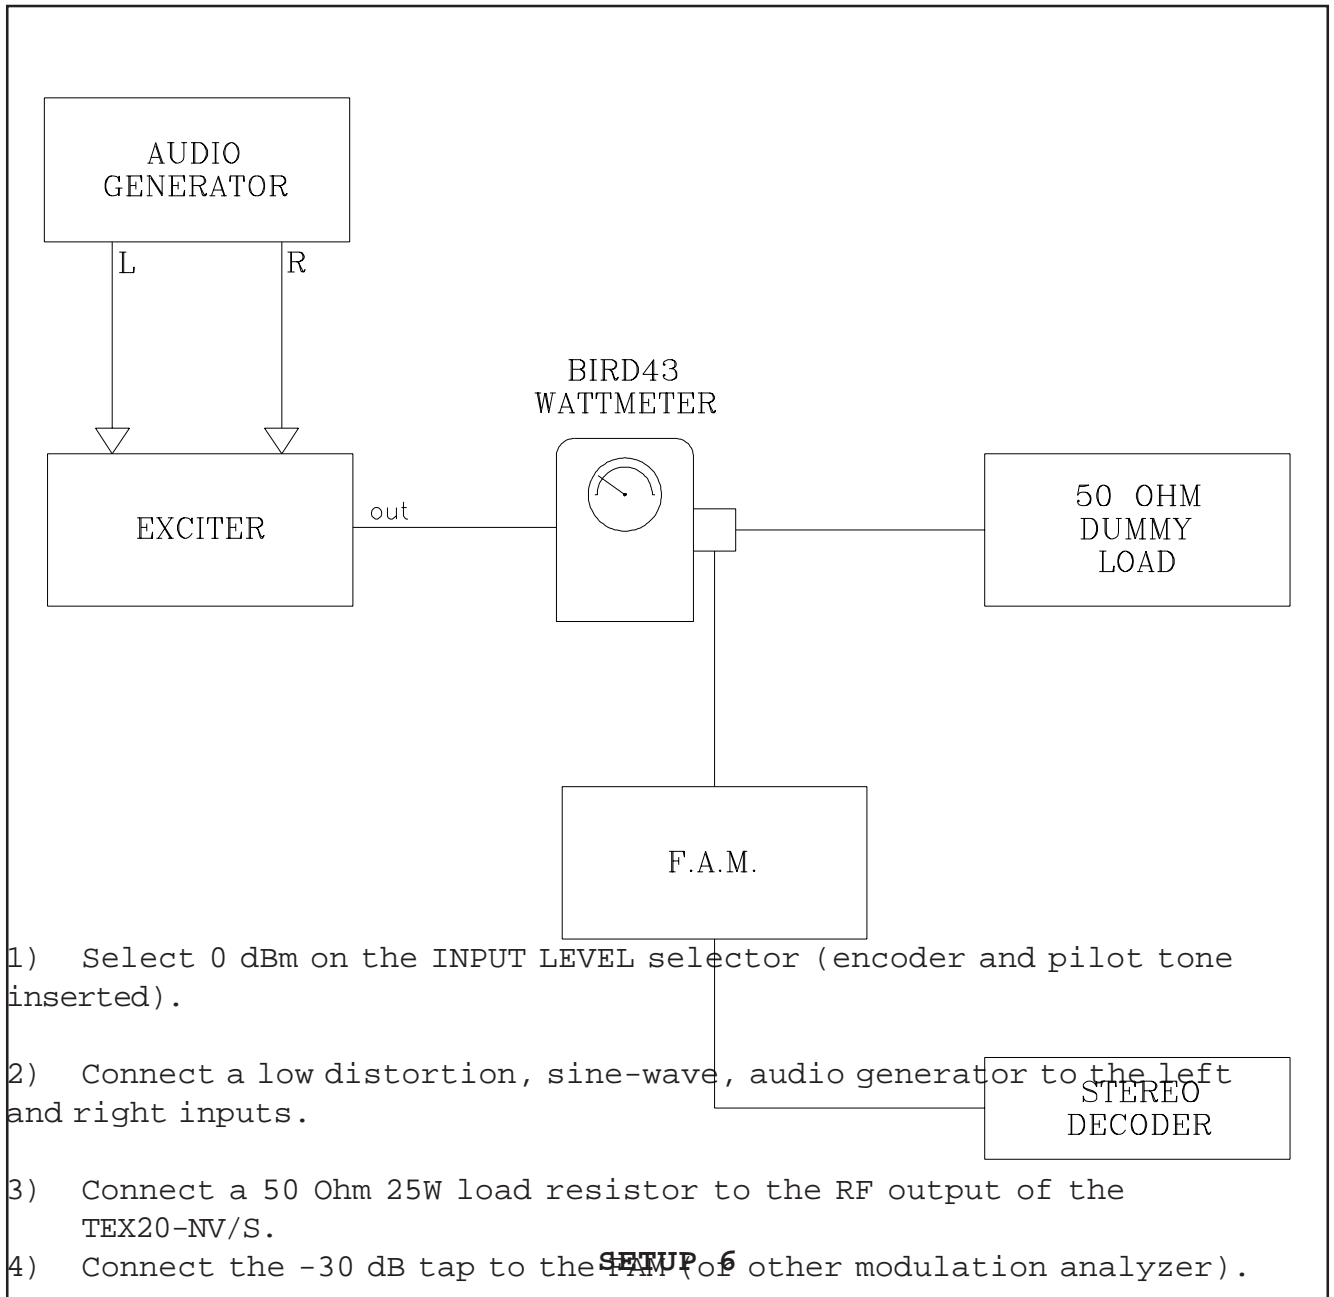 AUDIO
GENERATOR
L
R
BIRD43
WATTMETER
EXCITER
out
50 OHM
DUMMY
LOAD
F.A.M.
1) Select 0 dBm on the INPUT LEVEL selector (encoder and pilot tone
inserted).
2) Connect a low distortion, sine-wave, audio generator to the left
and right inputs.
STEREO
DECODER
3) Connect a 50 Ohm 25W load resistor to the RF output of the
TEX20-NV/S.
4) Connect the -30 dB tap to the FAM (or other modulation analyzer).
SETUP 6